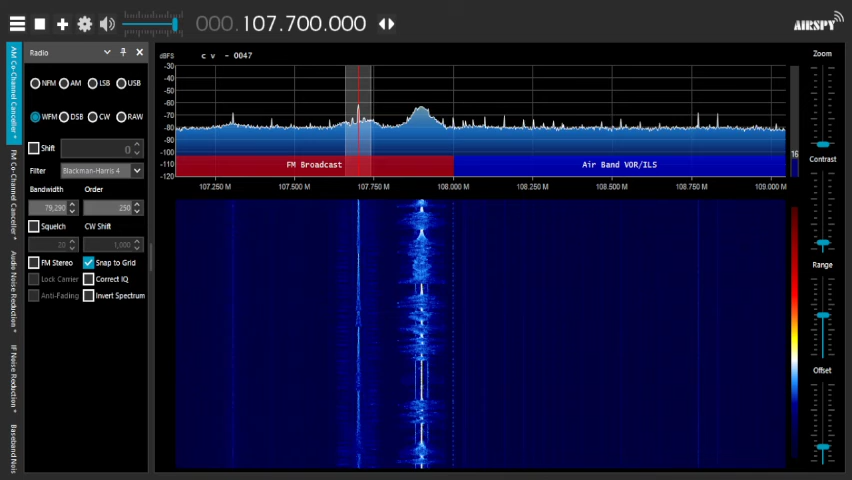 000.107.700.000
AIRSPY
Radio
dBFS
c v - 0047
Zoom
NFM AM LSB USB
WFM DSB CW RAW
Shift 0
Filter Blackman-Harris 4
Bandwidth Order
79,290 250
Squelch CW Shift
20 1,000
FM Stereo Snap to Grid
Lock Carrier Correct IQ
Anti-Fading Invert Spectrum
AM Co-Channel Canceller *
FM Co-Channel Canceller *
Audio Noise Reduction *
IF Noise Reduction *
Baseband Nois
-30
-40
-50
-60
-70
-80
-90
-100
-110
-120
FM Broadcast
Air Band VOR/ILS
107.250 M 107.500 M 107.750 M 108.000 M 108.250 M 108.500 M 108.750 M 109.000 M
16
Contrast
Range
Offset